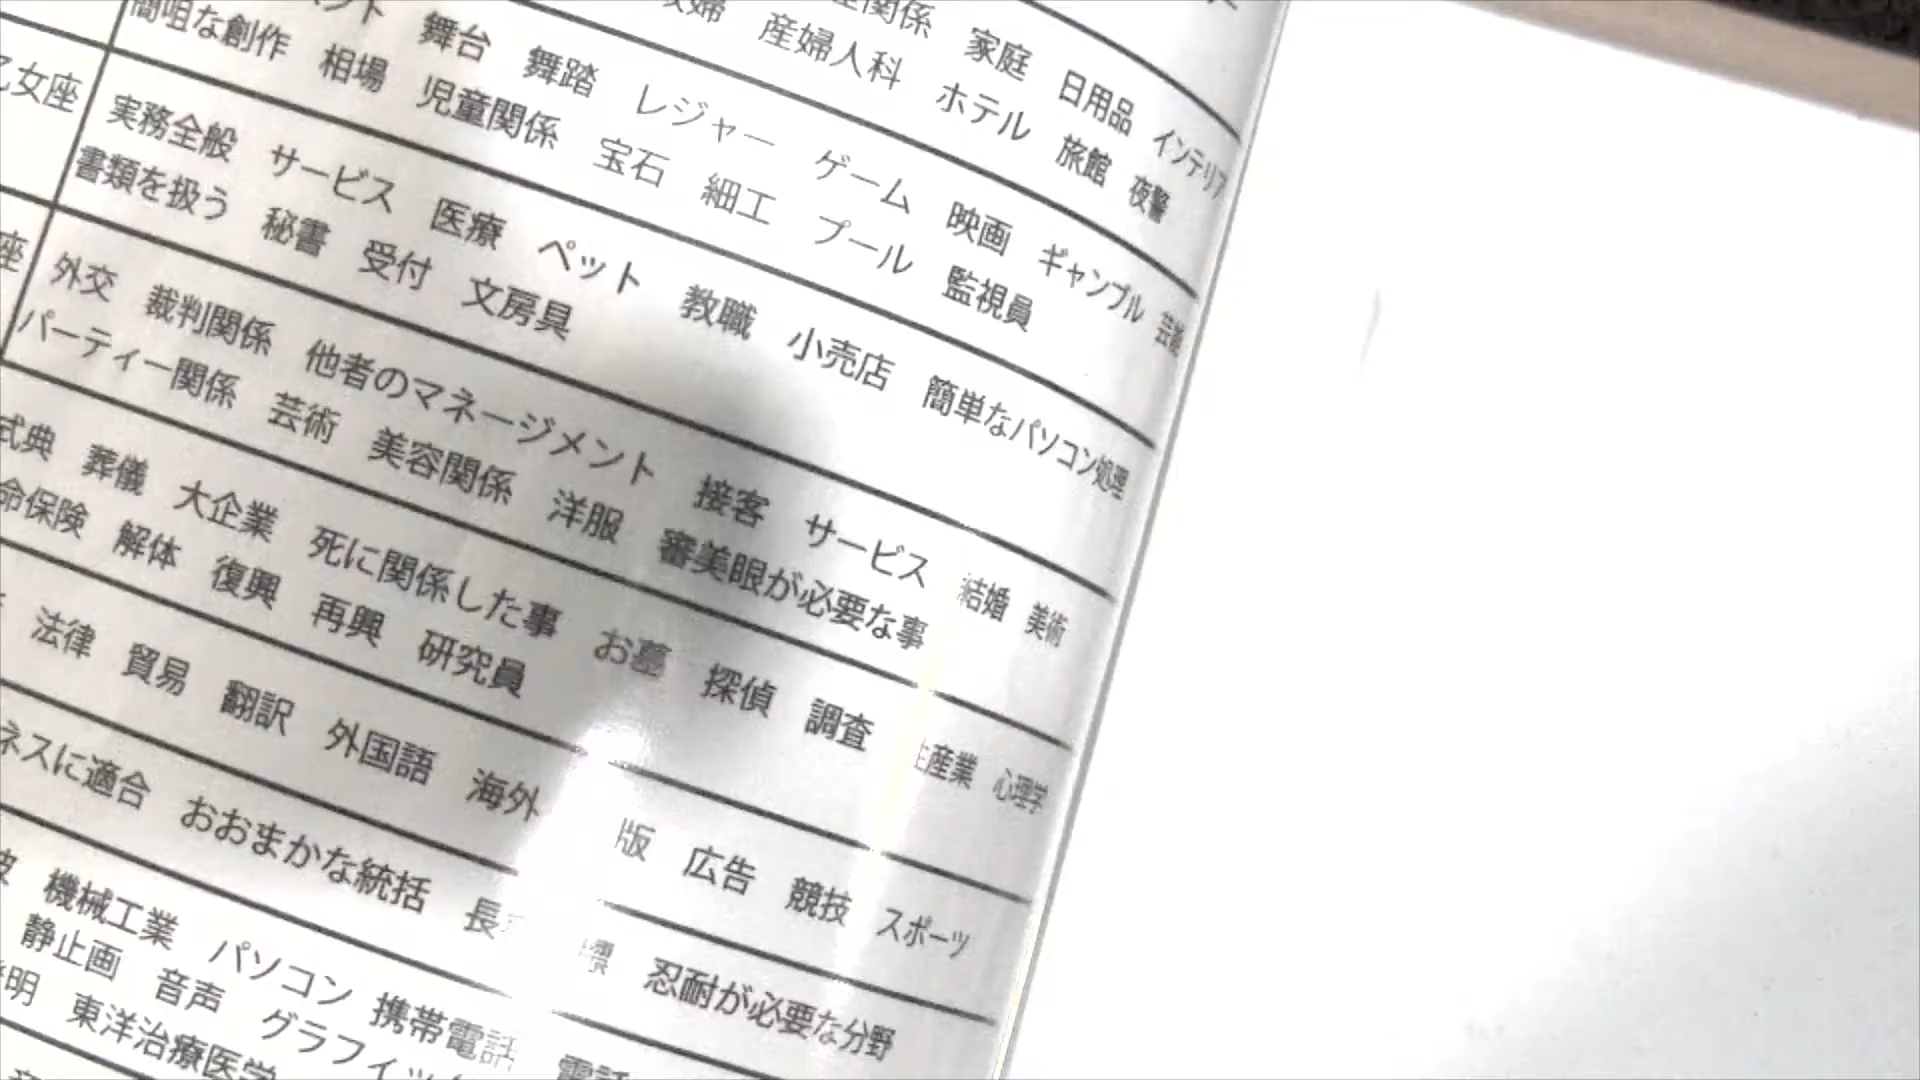 関係 家庭 日用品 インテリア
産婦人科 ホテル 旅館 夜警
舞台 舞踏 レジャー ゲーム 映画 ギャンブル 芸能
な創作 相場 児童関係 宝石 細工 プール 監視員
乙女座 実務全般 サービス 医療 ペット 教職 小売店 簡単なパソコン処理
書類を扱う 秘書 受付 文房具
座 外交 裁判関係 他者のマネージメント 接客 サービス 結婚 美術
パーティー関係 芸術 美容関係 洋服 審美眼が必要な事
式典 葬儀 大企業 死に関係した事 お墓 探偵 調査 産業 心理学
命保険 解体 復興 再興 研究員
法律 貿易 翻訳 外国語 海外 版 広告 競技 スポーツ
ネスに適合 おおまかな統括 長 慣 忍耐が必要な分野
機械工業 パソコン 携帯電話 電話
静止画 音声 グラフィック
明 東洋治療医学